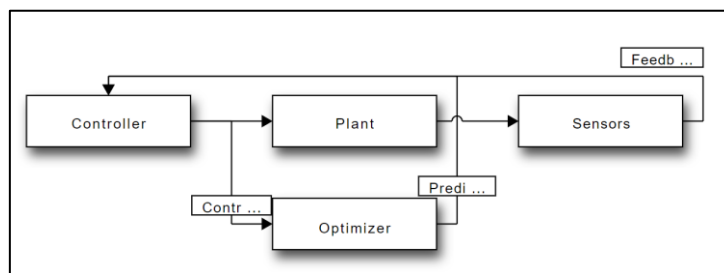 Feedb ...
Controller
Plant
Sensors
Predi ...
Contr ...
Optimizer